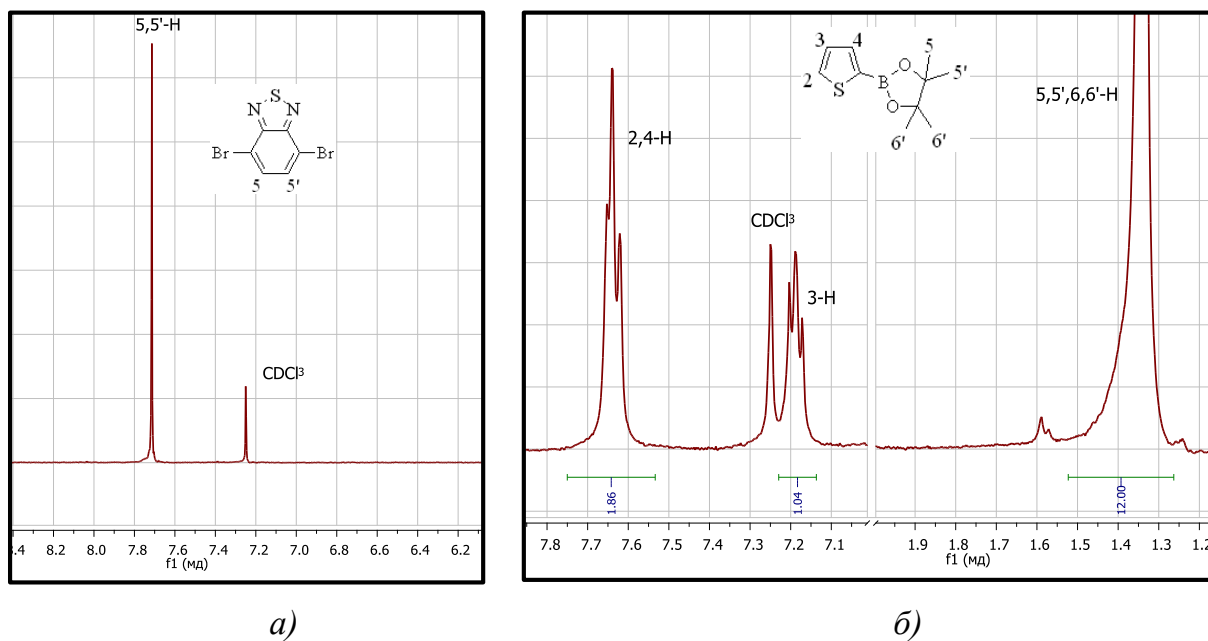 5,5'-H
N S N
Br Br
5 5'
CDCl³
8.4 8.2 8.0 7.8 7.6 7.4 7.2 7.0 6.8 6.6 6.4 6.2
f1 (мд)
а)
2,4-H
3 4
2 S B O O
5 5'
6' 6'
CDCl³
3-H
5,5',6,6'-H
1.86 1.04 12.00
7.8 7.7 7.6 7.5 7.4 7.3 7.2 7.1 1.9 1.8 1.7 1.6 1.5 1.4 1.3 1.2
f1 (мд)
б)